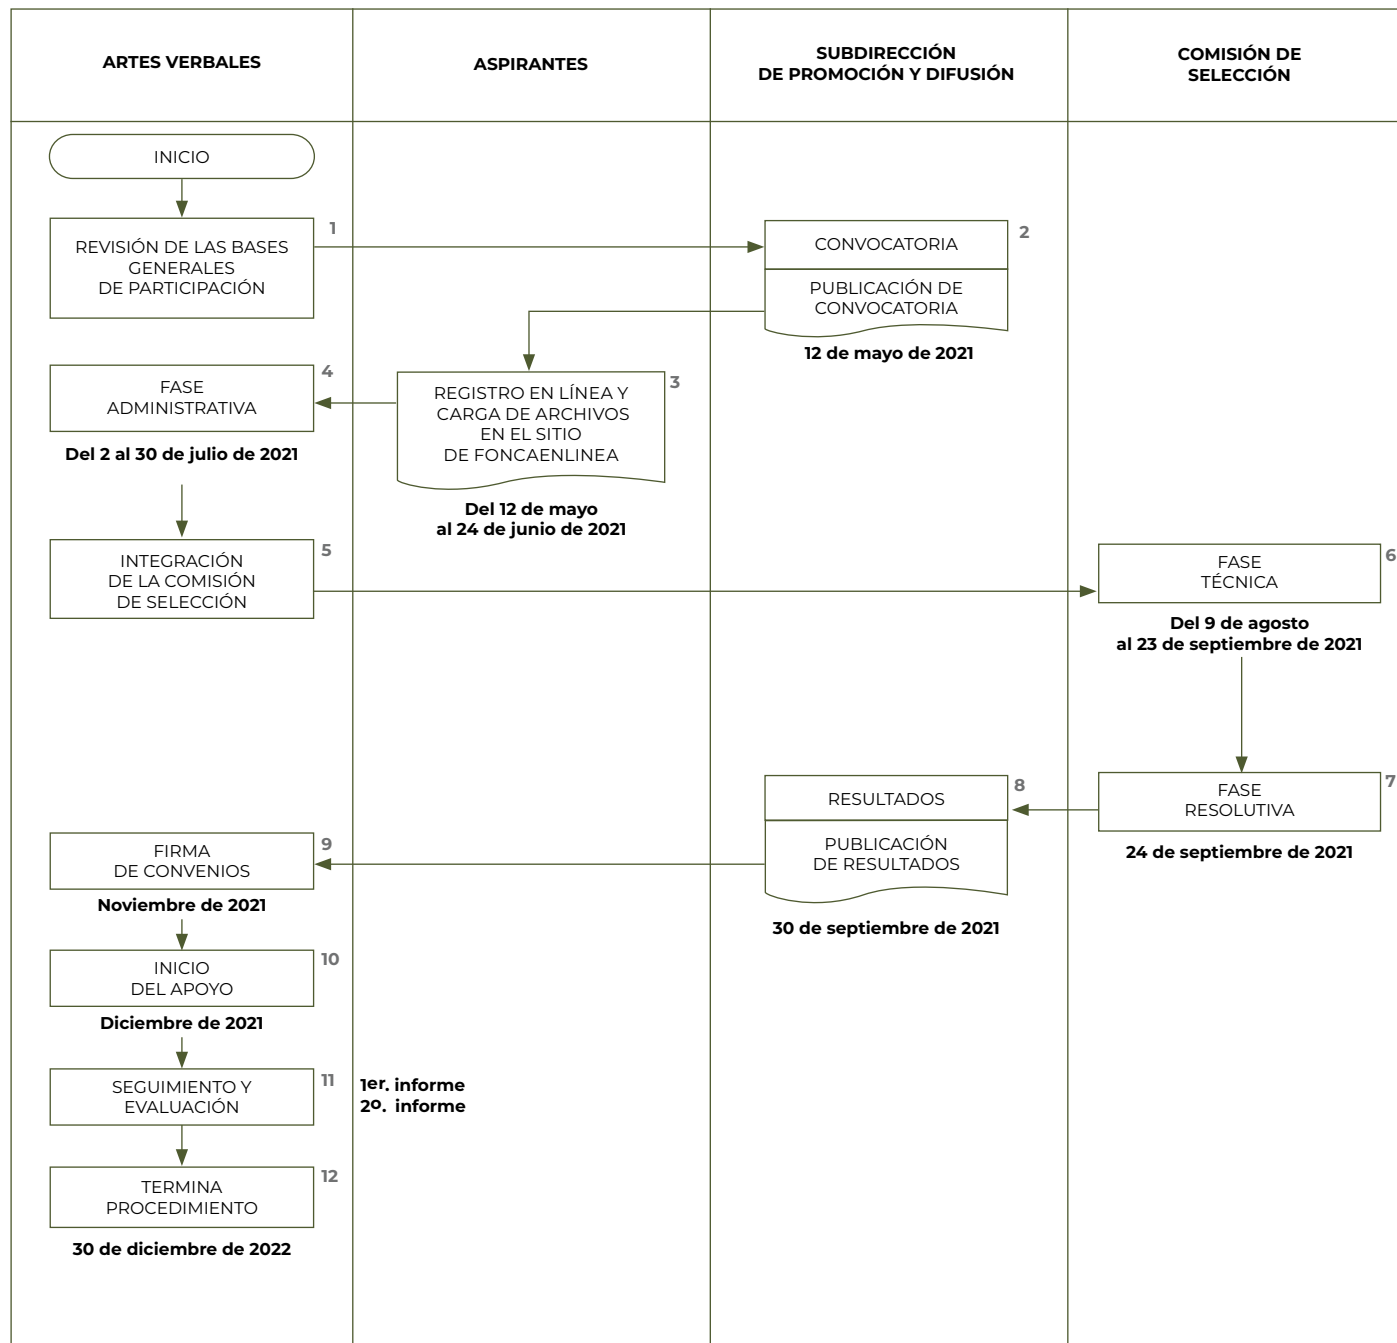 ARTES VERBALES
ASPIRANTES
SUBDIRECCIÓN
DE PROMOCIÓN Y DIFUSIÓN
COMISIÓN DE
SELECCIÓN
INICIO
1
REVISIÓN DE LAS BASES
GENERALES
DE PARTICIPACIÓN
2
CONVOCATORIA
PUBLICACIÓN DE
CONVOCATORIA
12 de mayo de 2021
3
REGISTRO EN LÍNEA Y
CARGA DE ARCHIVOS
EN EL SITIO
DE FONCAENLINEA
Del 12 de mayo
al 24 de junio de 2021
4
FASE
ADMINISTRATIVA
Del 2 al 30 de julio de 2021
5
INTEGRACIÓN
DE LA COMISIÓN
DE SELECCIÓN
6
FASE
TÉCNICA
Del 9 de agosto
al 23 de septiembre de 2021
7
FASE
RESOLUTIVA
24 de septiembre de 2021
8
RESULTADOS
PUBLICACIÓN
DE RESULTADOS
30 de septiembre de 2021
9
FIRMA
DE CONVENIOS
Noviembre de 2021
10
INICIO
DEL APOYO
Diciembre de 2021
11
SEGUIMIENTO Y
EVALUACIÓN
1er. informe
2º. informe
12
TERMINA
PROCEDIMIENTO
30 de diciembre de 2022